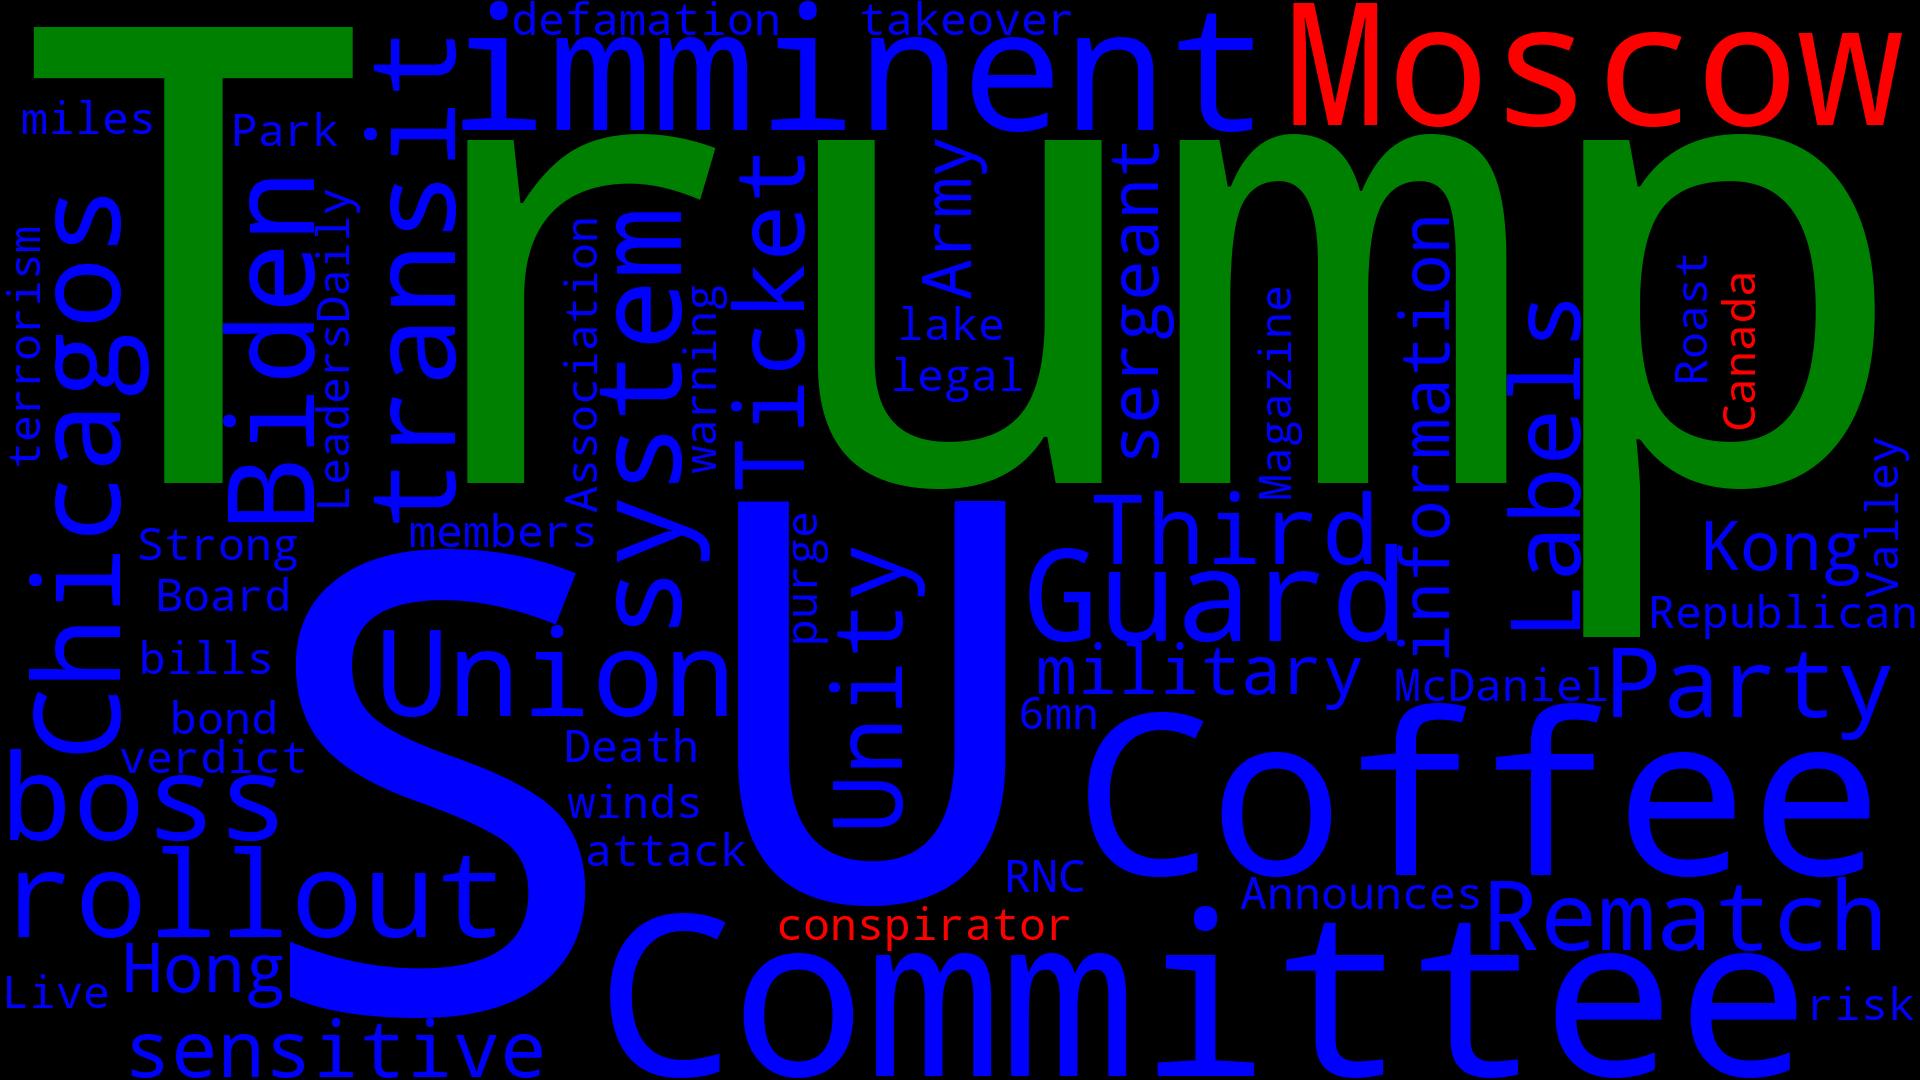 defamation
takeover
imminent
Moscow
Trump
miles
Park
transit
Biden
LeadersDaily
Chicagos
terrorism
Association
system
warning
Ticket
Army
lake
legal
sergeant
Magazine
information
Labels
Roast
Canada
Valley
Strong
members
Board
bills
bond
verdict
boss
rollout
Hong
Live
sensitive
S
Union
Death
winds
attack
U
purge
Unity
Third
Guard
military
6mn
Kong
Republican
McDaniel
Party
Coffee
RNC
conspirator
Announces
Rematch
Committee
risk